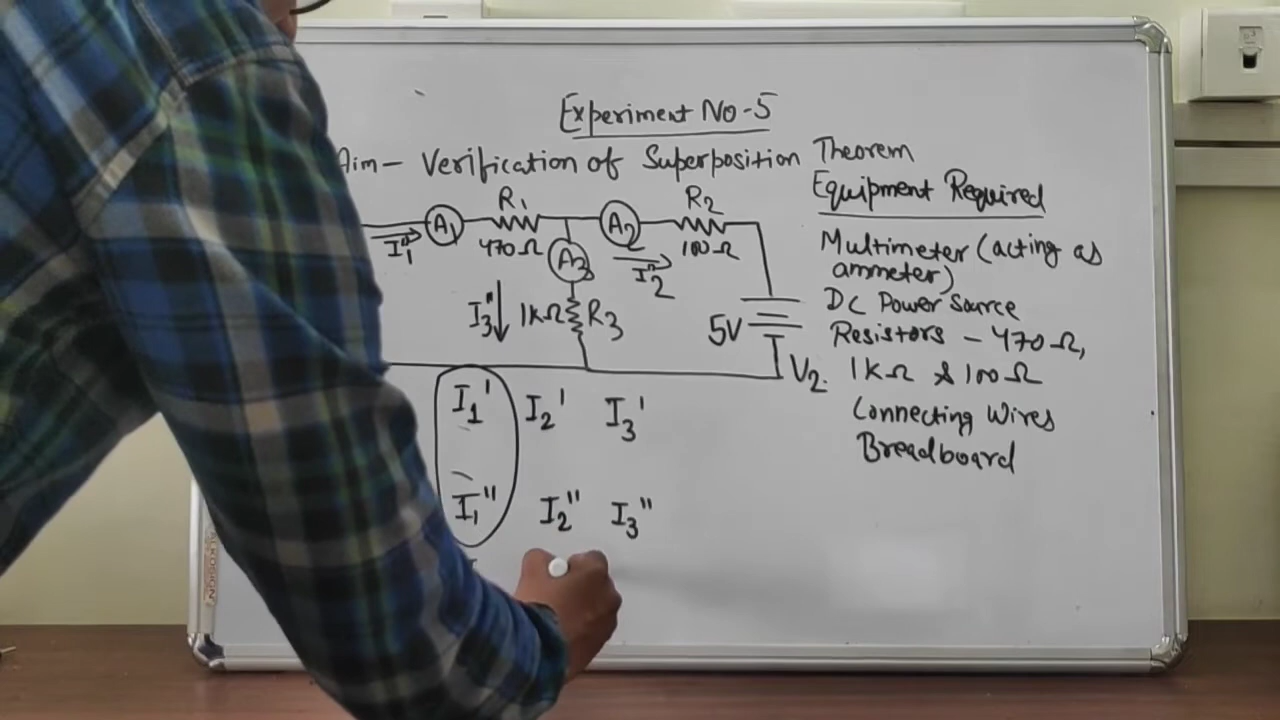 Experiment No-5
Aim- Verification of Superposition Theorem
Equipment Required
R₁
R₂
A₁
A₂
I₁"
470Ω
A₃
I₂"
100Ω
I₃"
1KΩ
R₃
5V
V₂.
Multimeter (acting as
ammeter)
DC Power Source
Resistors - 470Ω,
1KΩ & 100Ω
Connecting Wires
Breadboard
I₁' I₂' I₃'
I₁" I₂" I₃"